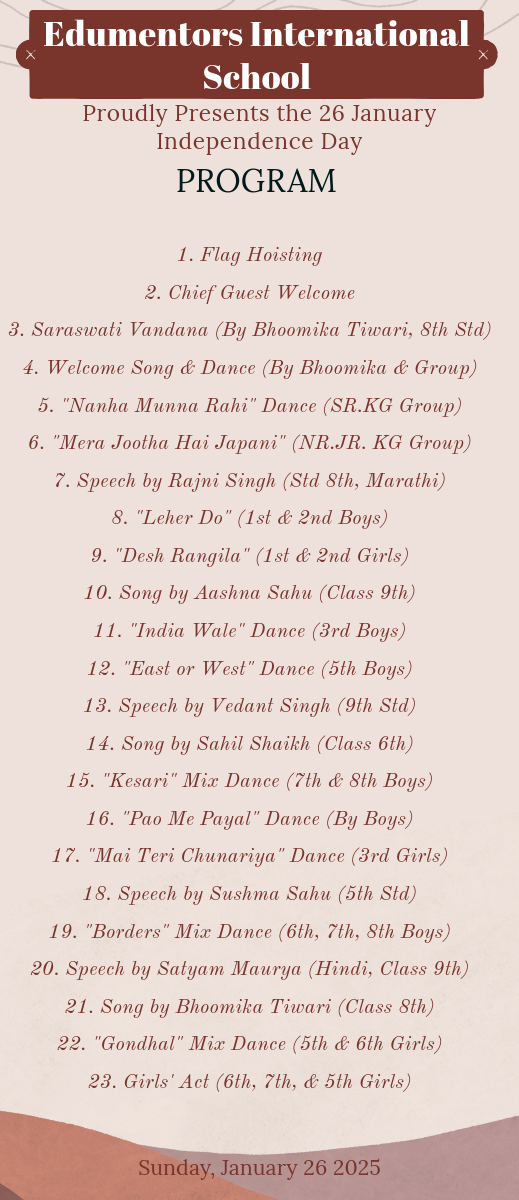 Edumentors International
School
Proudly Presents the 26 January
Independence Day
PROGRAM
1. Flag Hoisting
2. Chief Guest Welcome
3. Saraswati Vandana (By Bhoomika Tiwari, 8th Std)
4. Welcome Song & Dance (By Bhoomika & Group)
5. "Nanha Munna Rahi" Dance (SR.KG Group)
6. "Mera Jootha Hai Japani" (NR.JR. KG Group)
7. Speech by Rajni Singh (Std 8th, Marathi)
8. "Leher Do" (1st & 2nd Boys)
9. "Desh Rangila" (1st & 2nd Girls)
10. Song by Aashna Sahu (Class 9th)
11. "India Wale" Dance (3rd Boys)
12. "East or West" Dance (5th Boys)
13. Speech by Vedant Singh (9th Std)
14. Song by Sahil Shaikh (Class 6th)
15. "Kesari" Mix Dance (7th & 8th Boys)
16. "Pao Me Payal" Dance (By Boys)
17. "Mai Teri Chunariya" Dance (3rd Girls)
18. Speech by Sushma Sahu (5th Std)
19. "Borders" Mix Dance (6th, 7th, 8th Boys)
20. Speech by Satyam Maurya (Hindi, Class 9th)
21. Song by Bhoomika Tiwari (Class 8th)
22. "Gondhal" Mix Dance (5th & 6th Girls)
23. Girls' Act (6th, 7th, & 5th Girls)
Sunday, January 26 2025